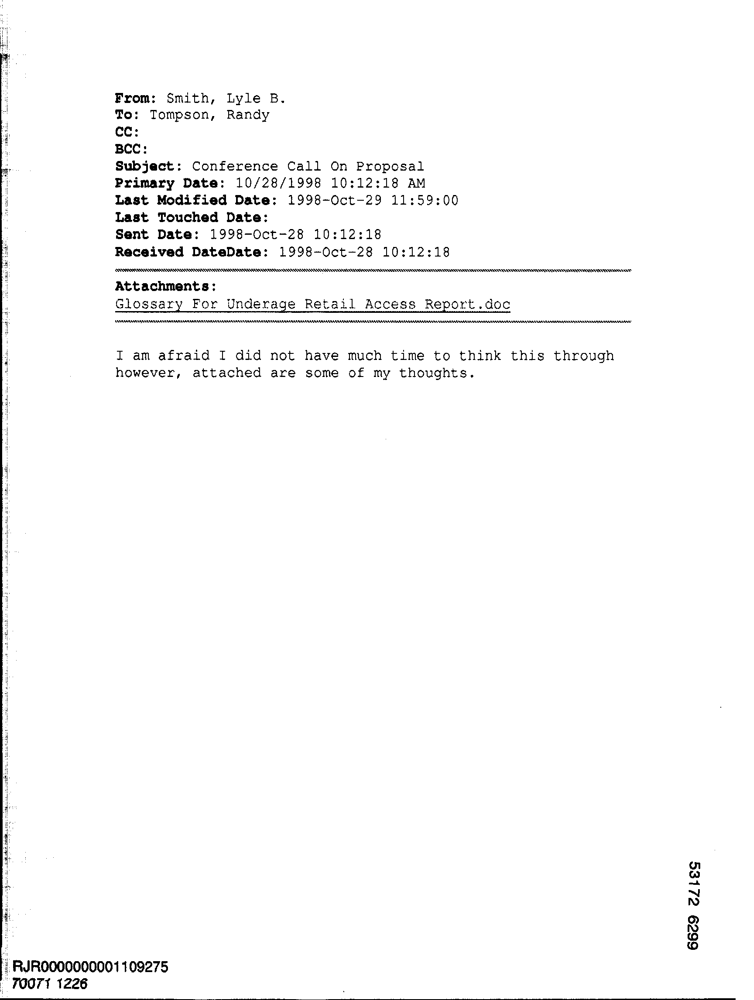 From: Smith, Lyle B.
To: Tompson, Randy
CC:
BCC:
Subject: Conference Call On Proposal
Primary Date: 10/28/1998 10:12:18 AM
Last Modified Date: 1998-Oct-29 11:59:00
Last Touched Date:
Sent Date: 1998-Oct-28 10:12:18
Received DateDate: 1998-Oct-28 10:12:18
Attachments:
Glossary For Underage Retail Access Report.doc
I am afraid I did not have much time to think this through
however, attached are some of my thoughts.
53172 6299
RJR0000000001109275
70071 1226